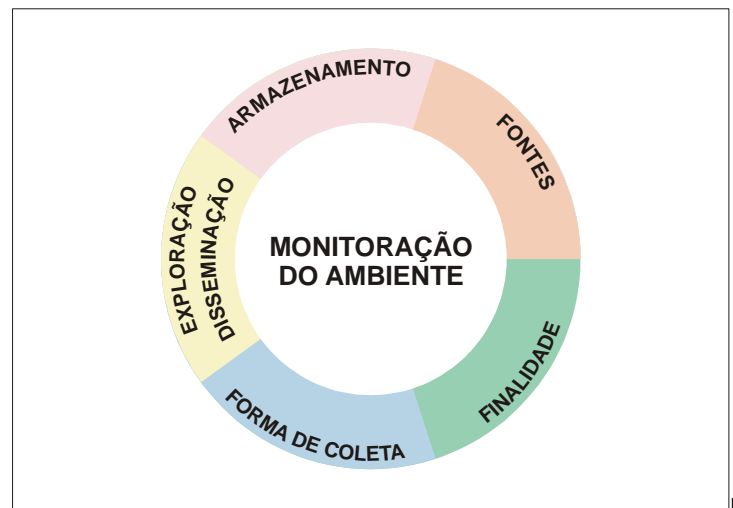 ARMAZENAMENTO
FONTES
EXPLORAÇÃO
DISSEMINAÇÃO
MONITORAÇÃO
DO AMBIENTE
FINALIDADE
FORMA DE COLETA